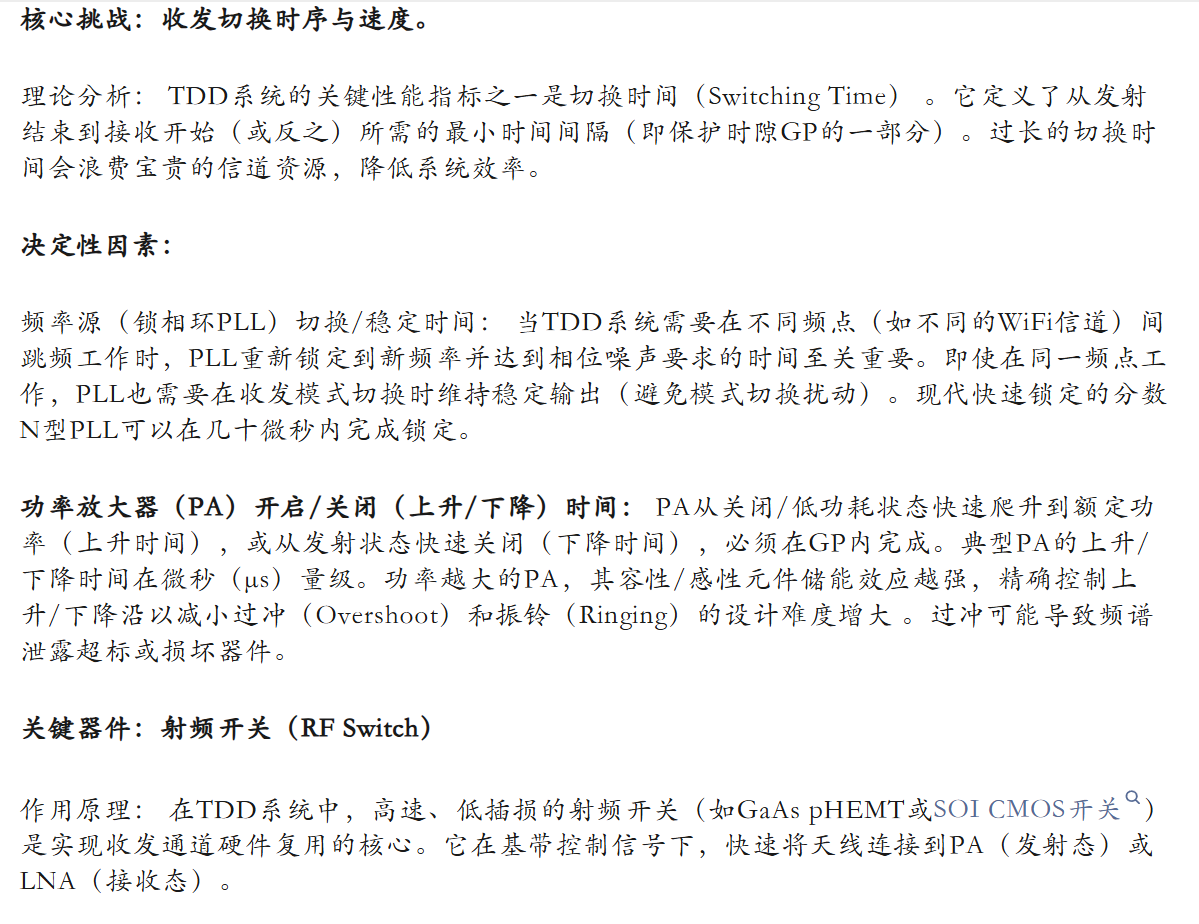 核心挑战：收发切换时序与速度。
理论分析： TDD系统的关键性能指标之一是切换时间（Switching Time） 。它定义了从发射
结束到接收开始（或反之）所需的最小时间间隔（即保护时隙GP的一部分）。过长的切换时
间会浪费宝贵的信道资源，降低系统效率。
决定性因素：
频率源（锁相环PLL）切换/稳定时间： 当TDD系统需要在不同频点（如不同的WiFi信道）间
跳频工作时，PLL重新锁定到新频率并达到相位噪声要求的时间至关重要。即使在同一频点工
作，PLL也需要在收发模式切换时维持稳定输出（避免模式切换扰动）。现代快速锁定的分数
N型PLL可以在几十微秒内完成锁定。
功率放大器（PA）开启/关闭（上升/下降）时间： PA从关闭/低功耗状态快速爬升到额定功
率（上升时间），或从发射状态快速关闭（下降时间），必须在GP内完成。典型PA的上升/
下降时间在微秒（μs）量级。功率越大的PA，其容性/感性元件储能效应越强，精确控制上
升/下降沿以减小过冲（Overshoot）和振铃（Ringing）的设计难度增大 。过冲可能导致频谱
泄露超标或损坏器件。
关键器件：射频开关（RF Switch）
作用原理： 在TDD系统中，高速、低插损的射频开关（如GaAs pHEMT或SOI CMOS开关）
是实现收发通道硬件复用的核心。它在基带控制信号下，快速将天线连接到PA（发射态）或
LNA（接收态）。